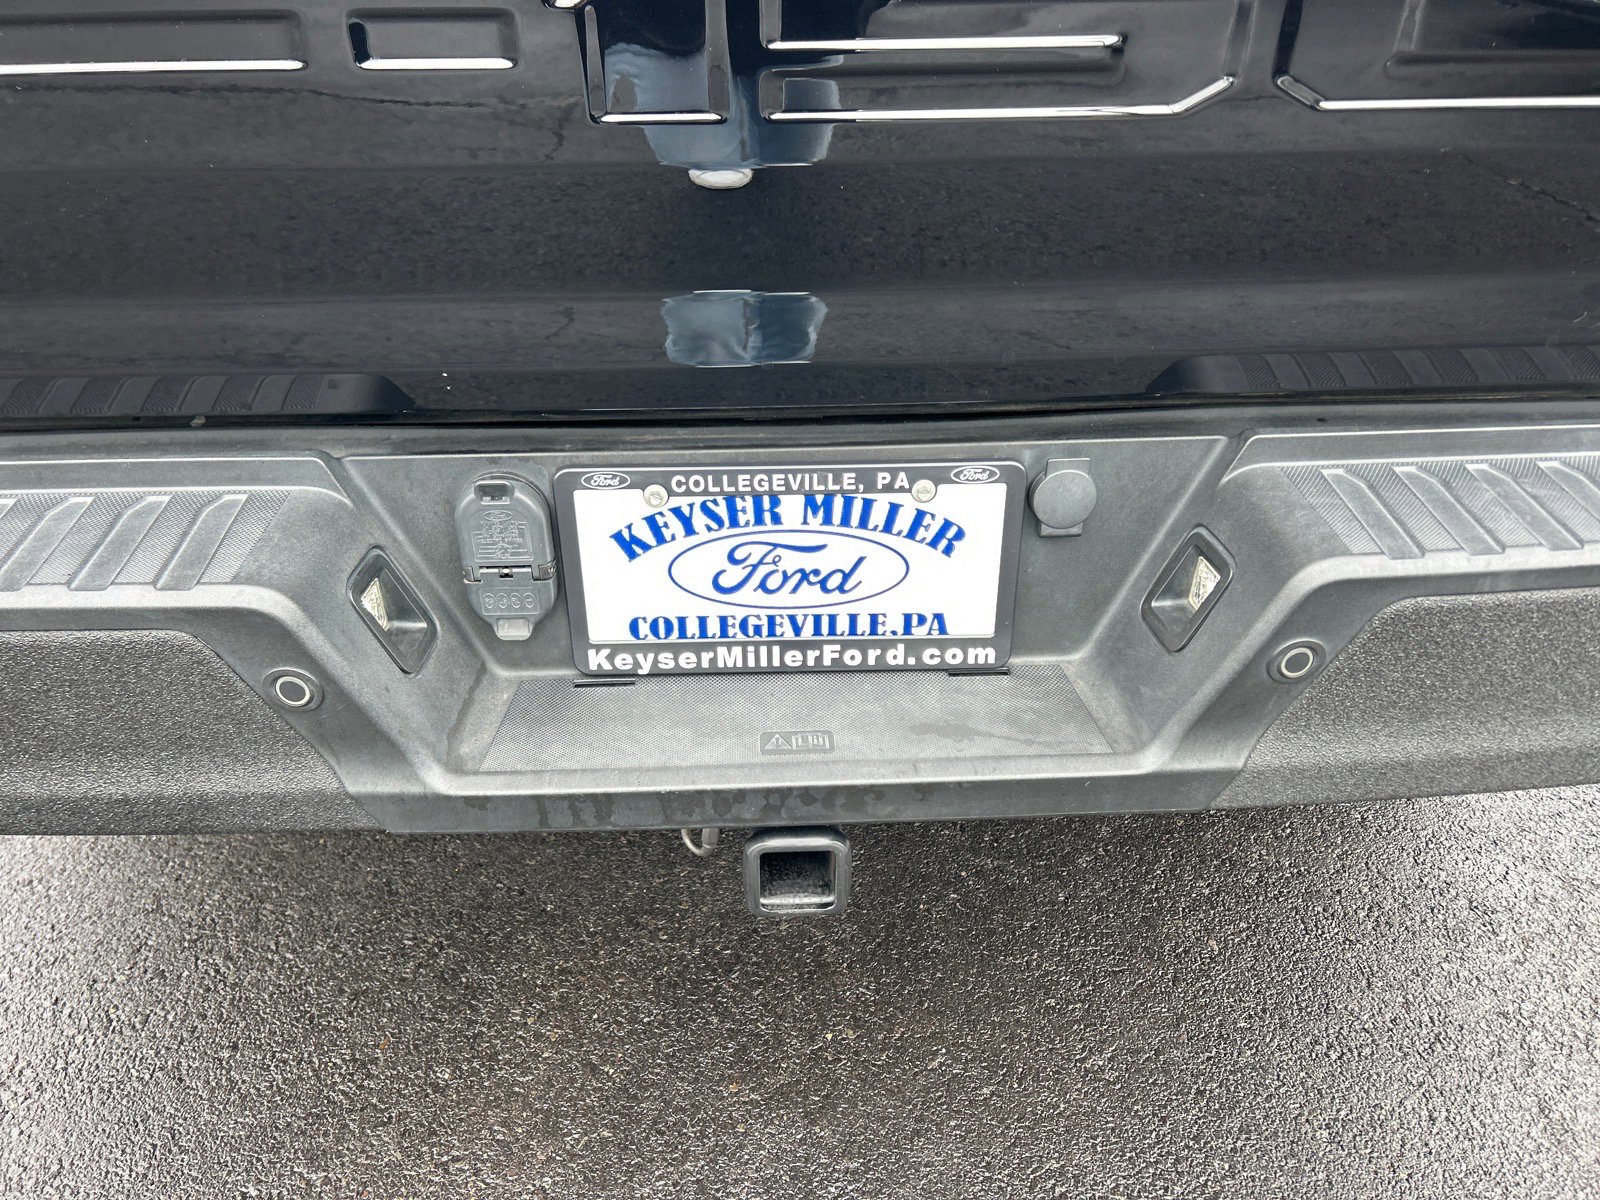 Ford COLLEGEVILLE, PA Ford
KEYSER MILLER
Ford
COLLEGEVILLE, PA
KeyserMillerFord.com